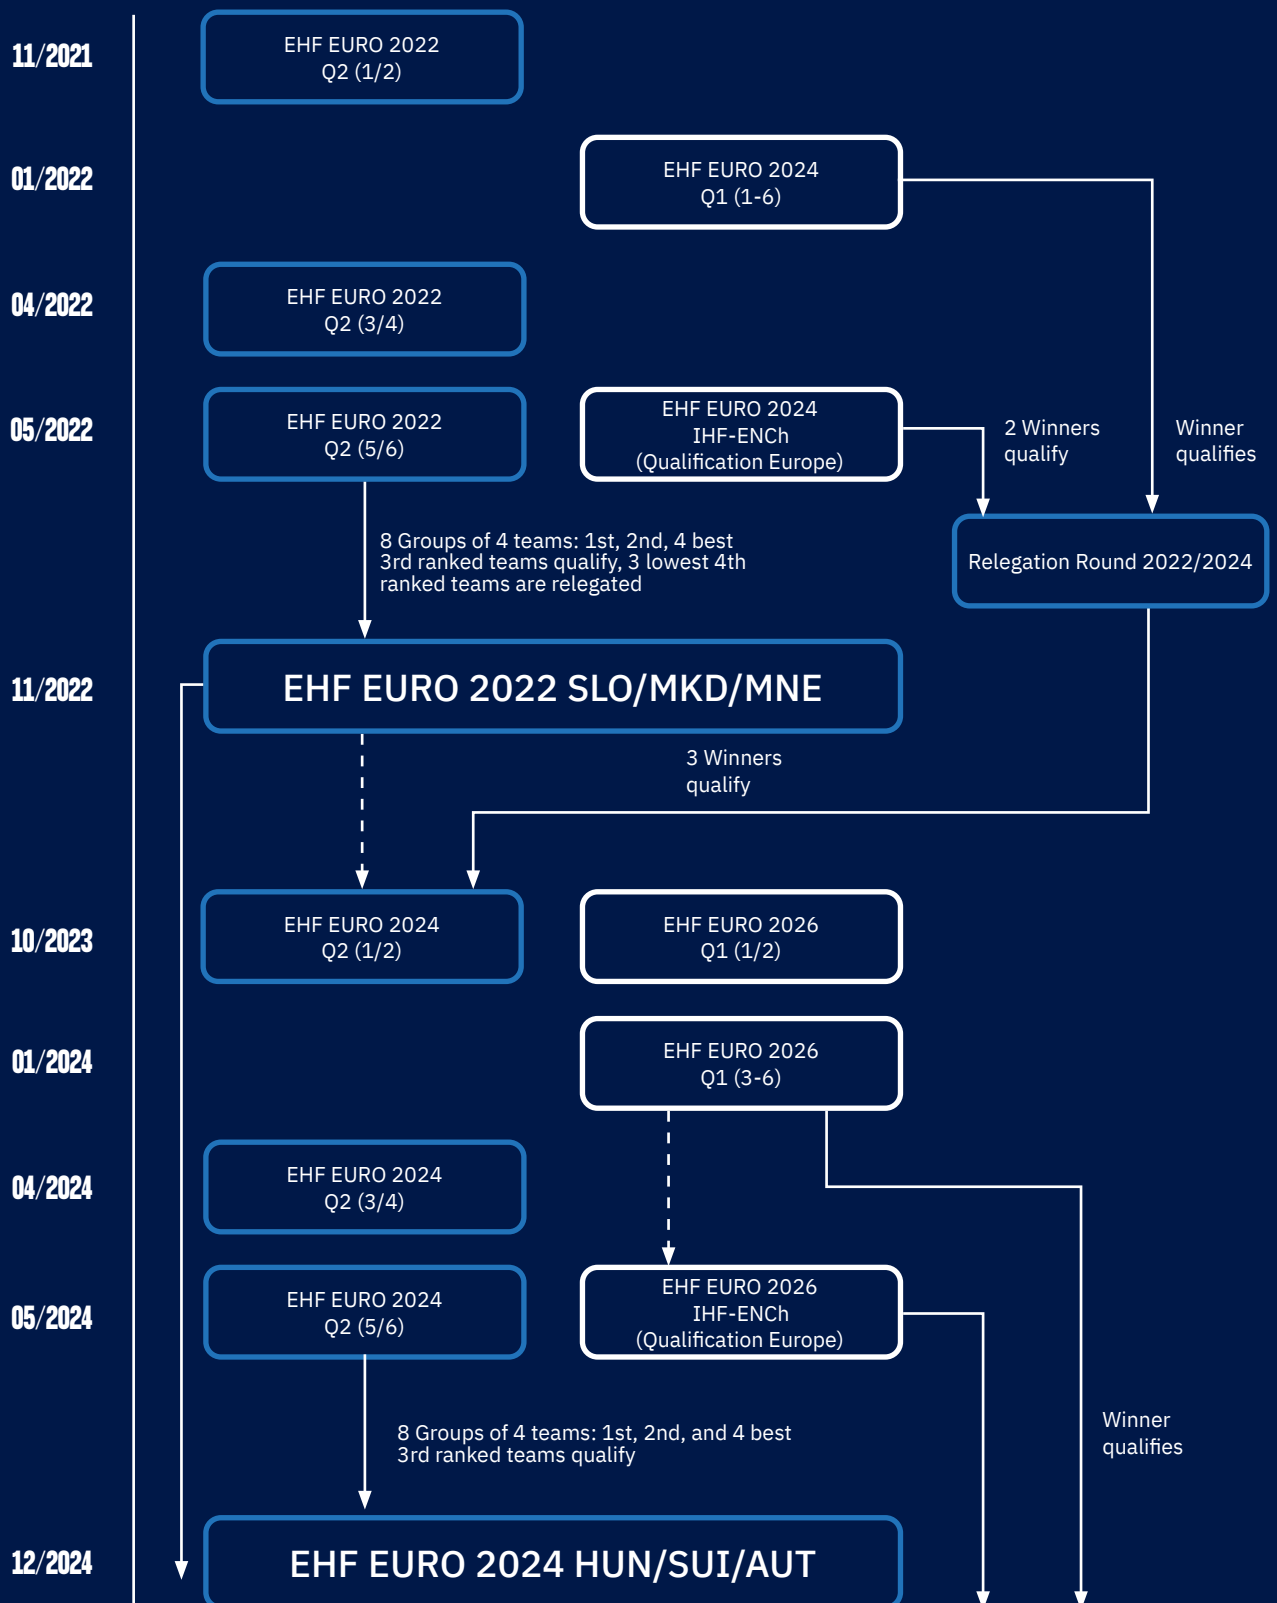 11/2021
EHF EURO 2022
Q2 (1/2)
01/2022
EHF EURO 2024
Q1 (1-6)
04/2022
EHF EURO 2022
Q2 (3/4)
05/2022
EHF EURO 2022
Q2 (5/6)
EHF EURO 2024
IHF-ENCh
(Qualification Europe)
2 Winners
qualify
Winner
qualifies
8 Groups of 4 teams: 1st, 2nd, 4 best
3rd ranked teams qualify, 3 lowest 4th
ranked teams are relegated
Relegation Round 2022/2024
11/2022
EHF EURO 2022 SLO/MKD/MNE
3 Winners
qualify
10/2023
EHF EURO 2024
Q2 (1/2)
EHF EURO 2026
Q1 (1/2)
01/2024
EHF EURO 2026
Q1 (3-6)
04/2024
EHF EURO 2024
Q2 (3/4)
05/2024
EHF EURO 2024
Q2 (5/6)
EHF EURO 2026
IHF-ENCh
(Qualification Europe)
8 Groups of 4 teams: 1st, 2nd, and 4 best
3rd ranked teams qualify
Winner
qualifies
12/2024
EHF EURO 2024 HUN/SUI/AUT